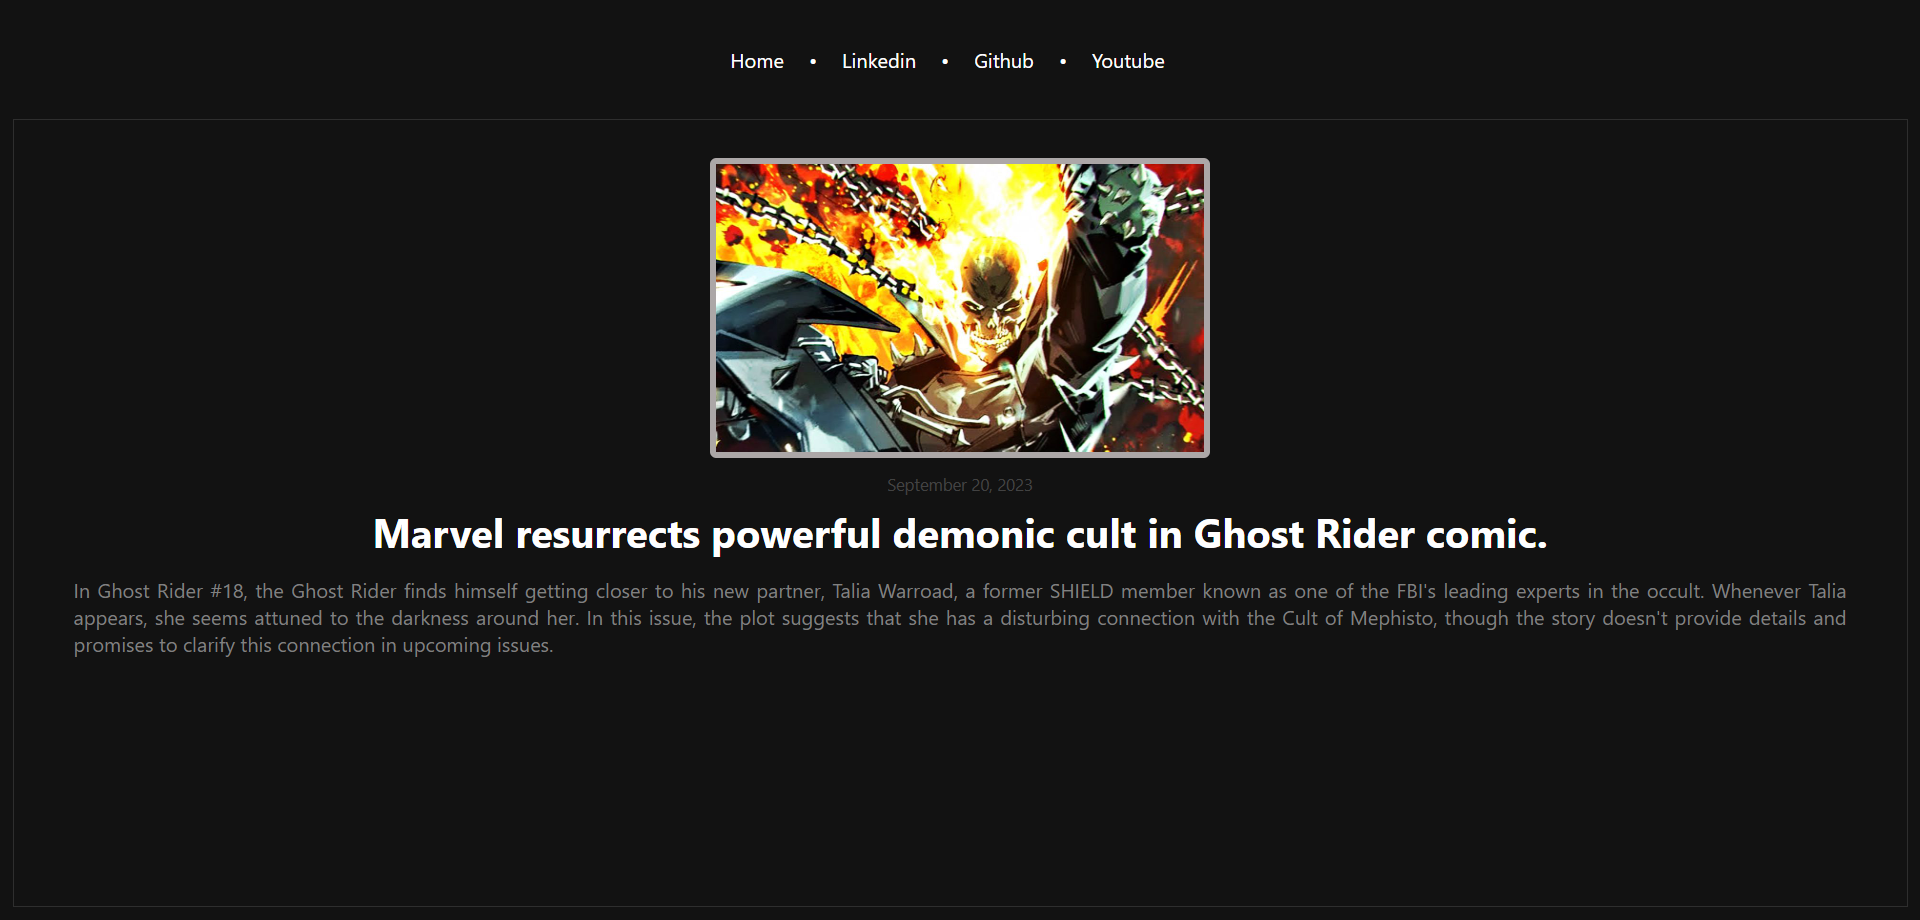 Home • Linkedin • Github • Youtube
September 20, 2023
Marvel resurrects powerful demonic cult in Ghost Rider comic.
In Ghost Rider #18, the Ghost Rider finds himself getting closer to his new partner, Talia Warroad, a former SHIELD member known as one of the FBI's leading experts in the occult. Whenever Talia
appears, she seems attuned to the darkness around her. In this issue, the plot suggests that she has a disturbing connection with the Cult of Mephisto, though the story doesn't provide details and
promises to clarify this connection in upcoming issues.